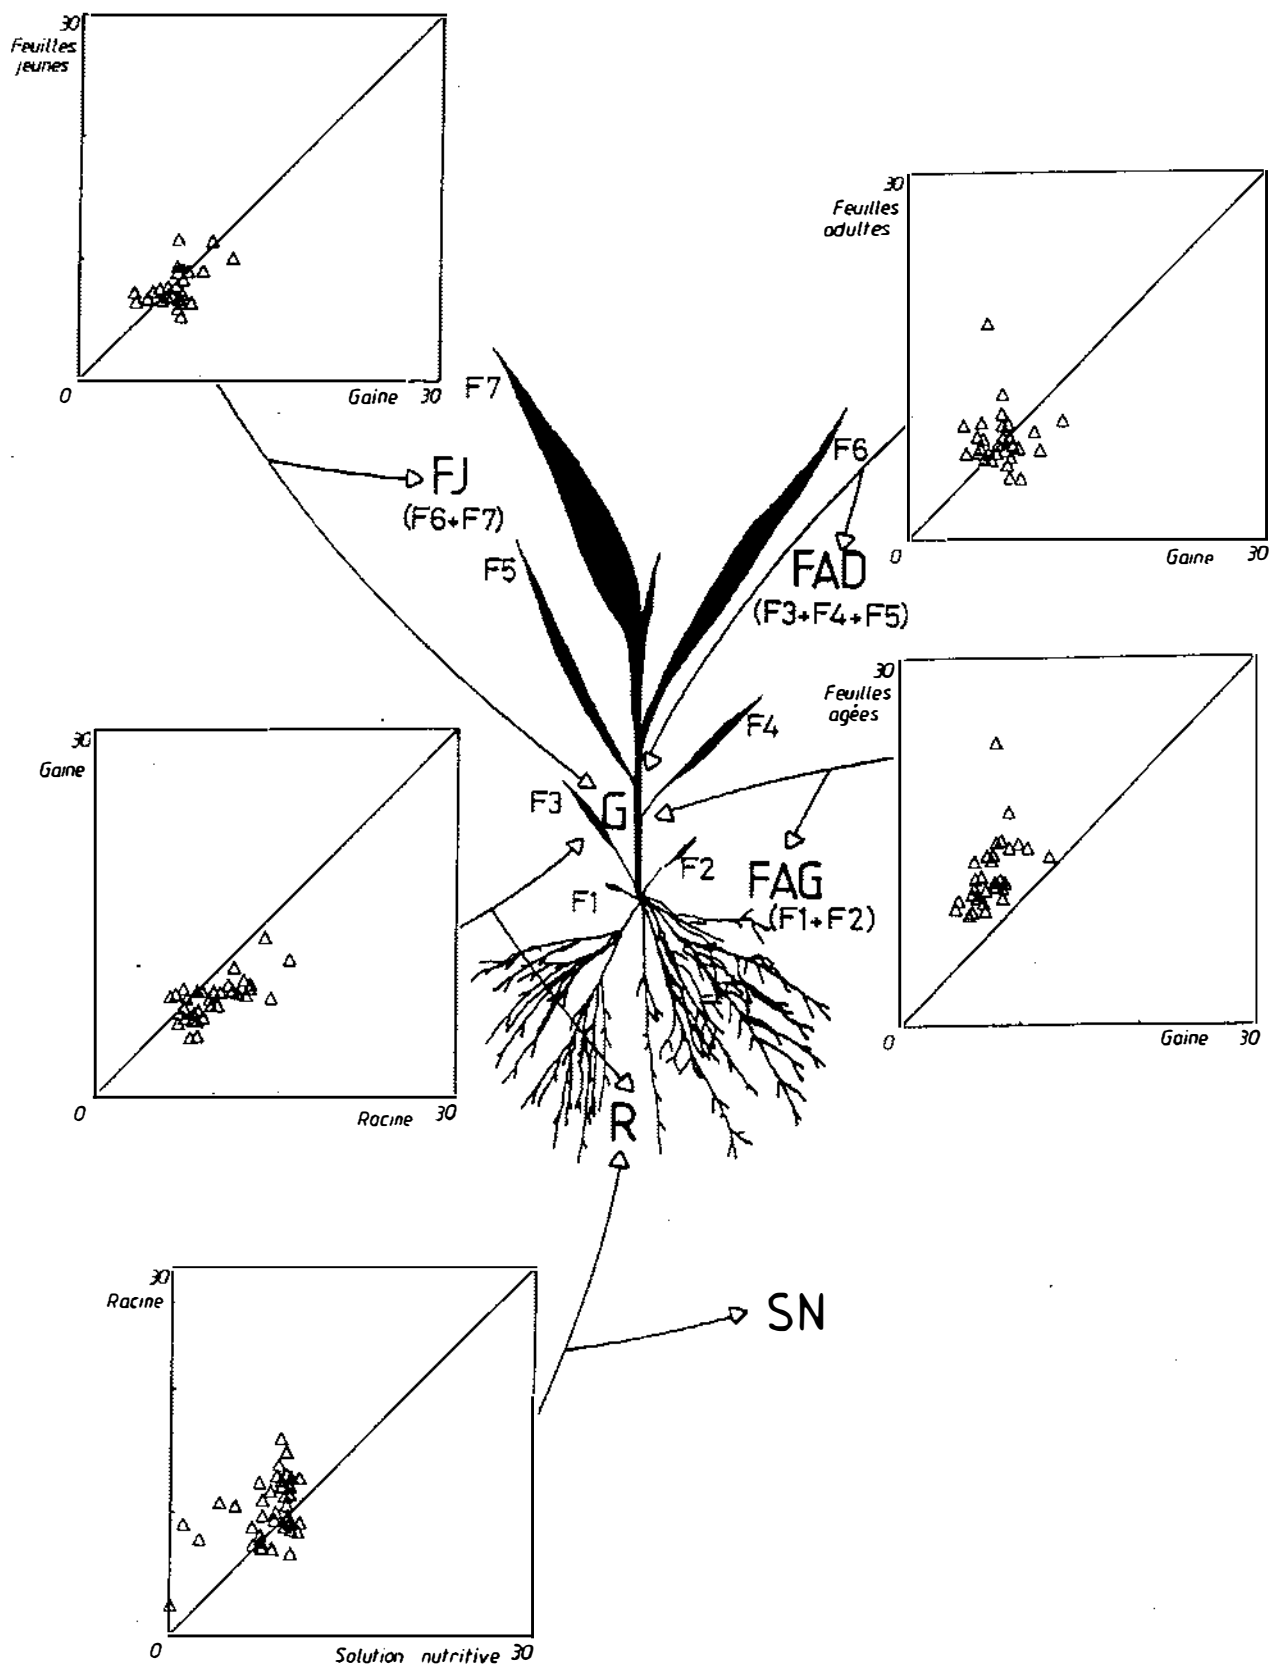 30
Feuilles
jeunes
0
Gaine 30
30
Feuilles
adultes
0
Gaine 30
F7
F6
FJ
(F6+F7)
F5
FAD
(F3+F4+F5)
30
Feuilles
agées
0
Gaine 30
F4
30
Gaine
0
Racine 30
F3
G
F2
F1
FAG
(F1+F2)
R
SN
30
Racine
0
Solution nutritive 30